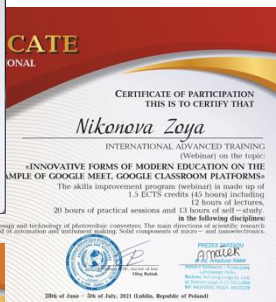 CATE
ONAL
CERTIFICATE OF PARTICIPATION
THIS IS TO CERTIFY THAT
Nikonova Zoya
INTERNATIONAL ADVANCED TRAINING
(Webinar) on the topic:
«INNOVATIVE FORMS OF MODERN EDUCATION ON THE
AMPLE OF GOOGLE MEET, GOOGLE CLASSROOM PLATFORMS»
The skills improvement program (webinar) is made up of
1.5 ECTS credits (45 hours) including
12 hours of lectures,
20 hours of practical sessions and 13 hours of self—study,
in the following disciplines:
esign and technology of photovoltaic converters; The main directions of scientific research
d of automation and instrument making; Solid components of micro— and nanoelectronics.
PREZES ZARZĄDU
28th of June – 5th of July, 2021 (Lublin, Republic of Poland)